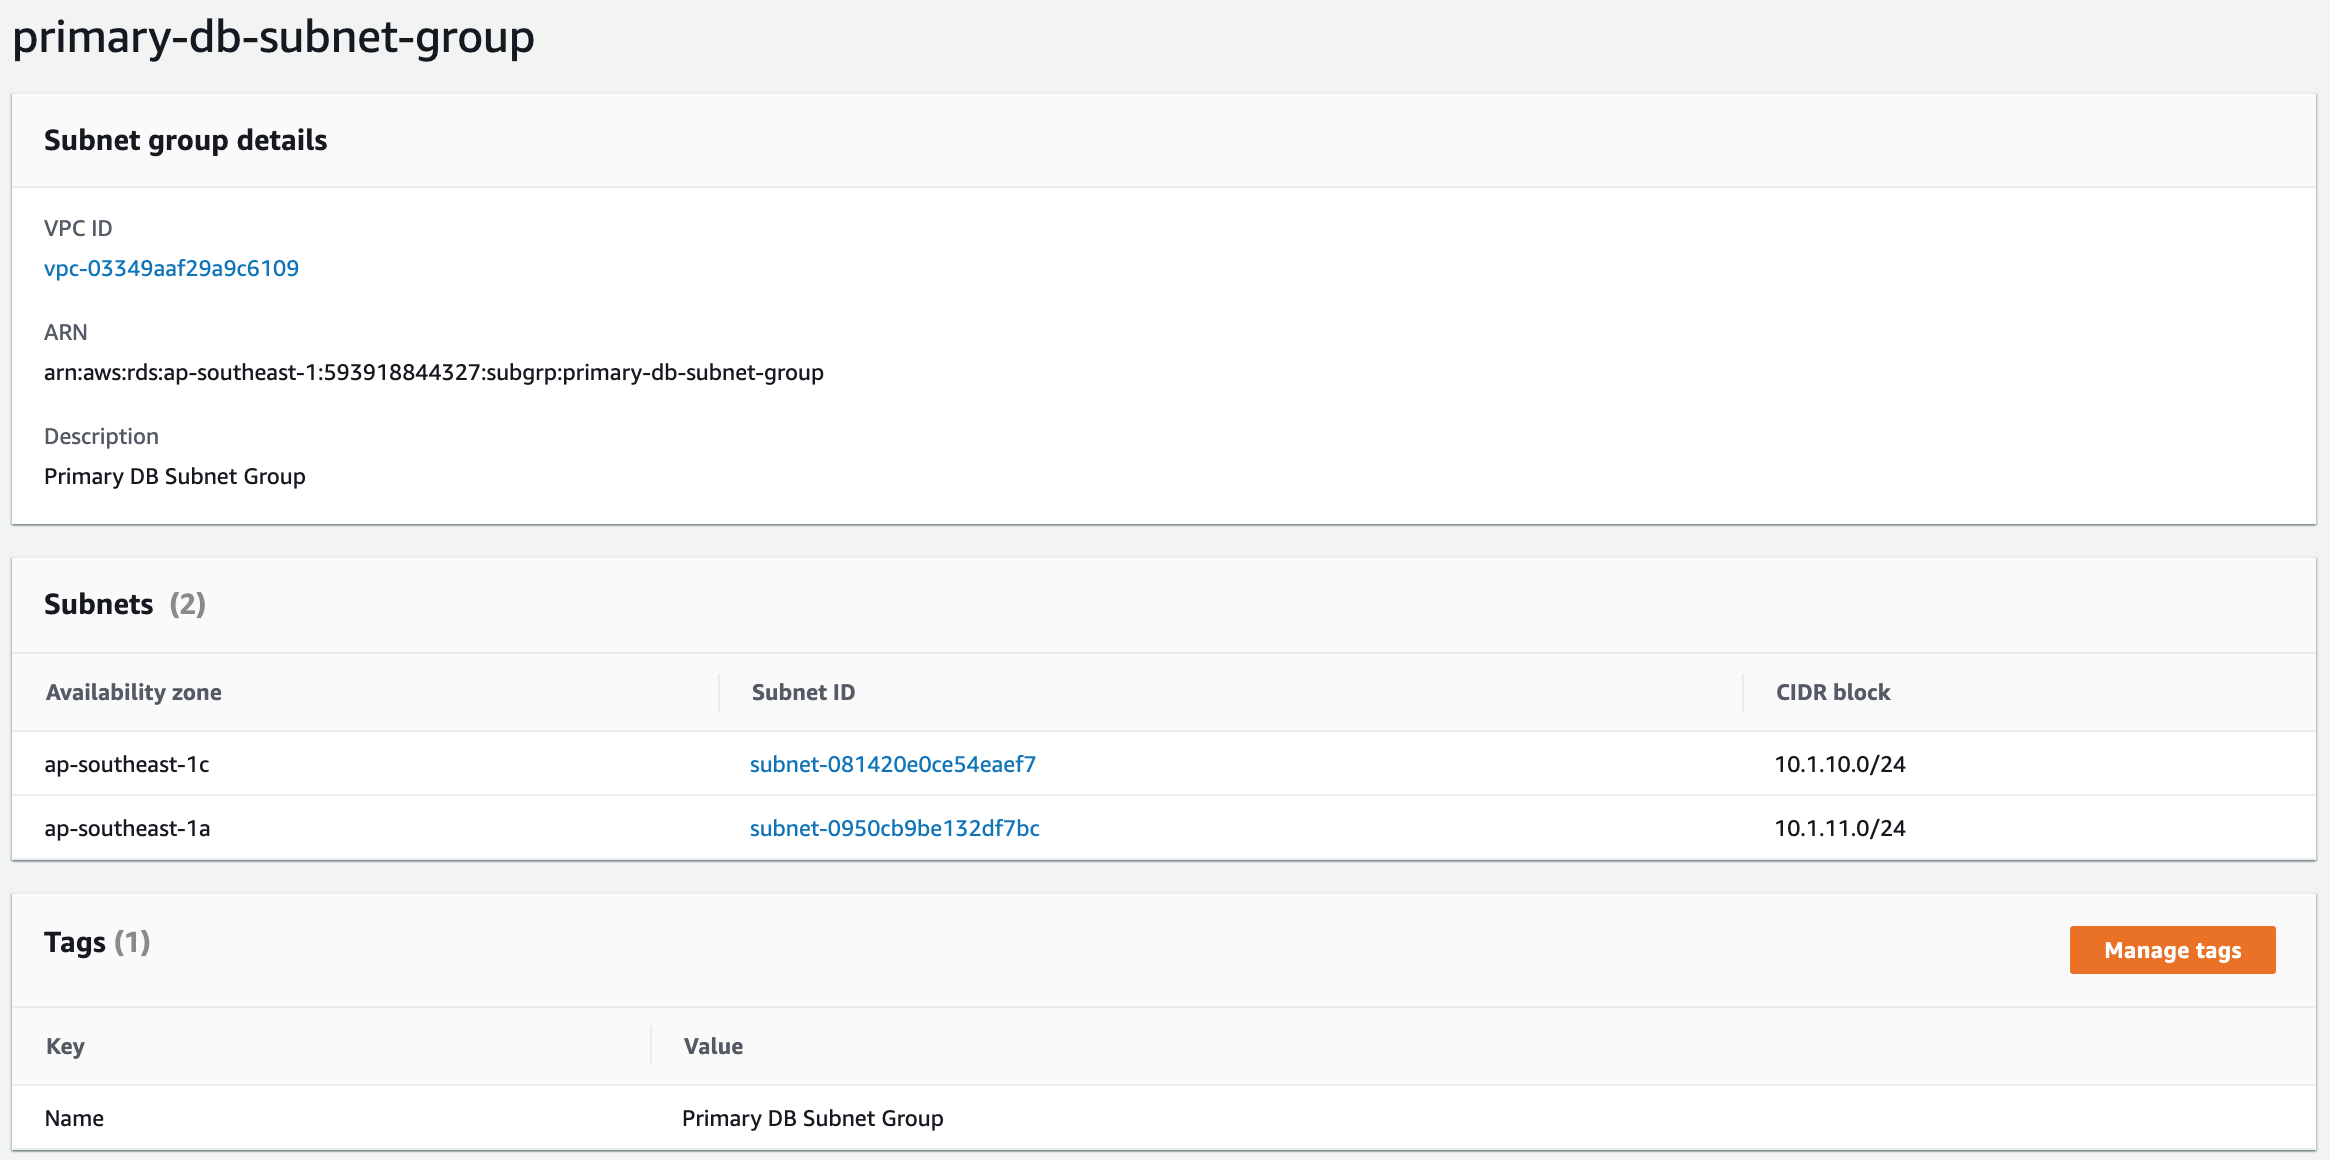 primary-db-subnet-group
Subnet group details
VPC ID
vpc-03349aaf29a9c6109
ARN
arn:aws:rds:ap-southeast-1:593918844327:subgrp:primary-db-subnet-group
Description
Primary DB Subnet Group
Subnets (2)
Availability zone Subnet ID CIDR block
ap-southeast-1c subnet-081420e0ce54eaef7 10.1.10.0/24
ap-southeast-1a subnet-0950cb9be132df7bc 10.1.11.0/24
Tags (1) Manage tags
Key Value
Name Primary DB Subnet Group